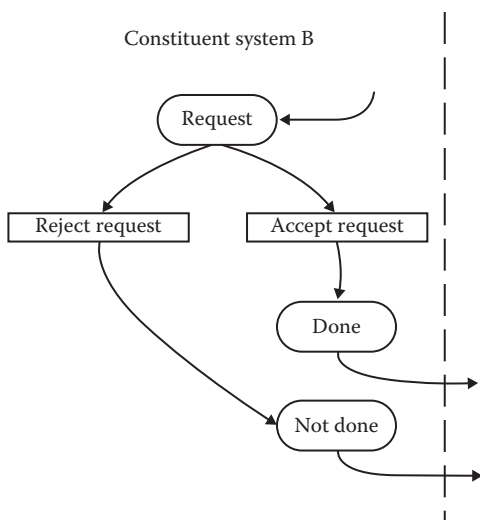 Constituent system B
Request
Reject request
Accept request
Done
Not done